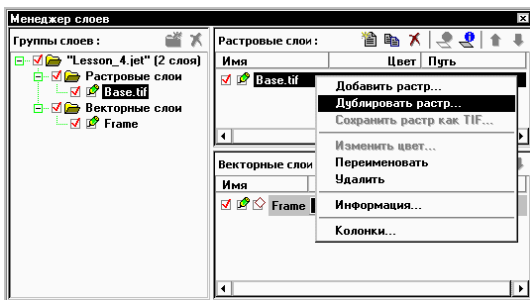 Менеджер слоев
Группы слоев :
"Lesson_4.jet" (2 слоя)
Растровые слои
Base.tif
Векторные слои
Frame
Растровые слои :
Имя Цвет Путь
Base.tif
Добавить растр...
Дублировать растр...
Сохранить растр как TIF...
Изменить цвет...
Переименовать
Удалить
Информация...
Колонки...
Векторные слои
Имя
Frame